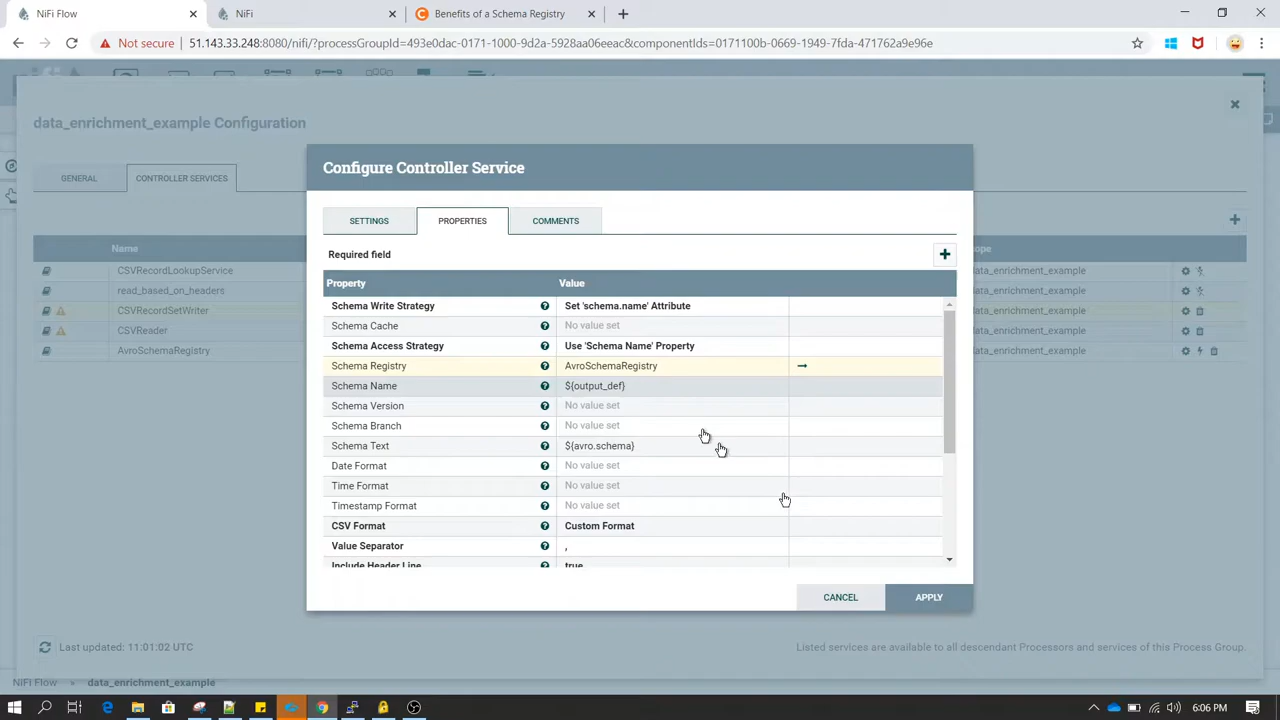 NiFi Flow
NiFi
Benefits of a Schema Registry
Not secure 51.143.33.248:8080/nifi/?processGroupId=493e0dac-0171-1000-9d2a-5928aa06eeac&componentIds=0171100b-0669-1949-7fda-471762a9e96e
data_enrichment_example Configuration
GENERAL
CONTROLLER SERVICES
Name
CSVRecordLookupService
read_based_on_headers
CSVRecordSetWriter
CSVReader
AvroSchemaRegistry
Configure Controller Service
SETTINGS
PROPERTIES
COMMENTS
Required field
Property Value
Schema Write Strategy Set 'schema.name' Attribute
Schema Cache No value set
Schema Access Strategy Use 'Schema Name' Property
Schema Registry AvroSchemaRegistry
Schema Name ${output_def}
Schema Version No value set
Schema Branch No value set
Schema Text ${avro.schema}
Date Format No value set
Time Format No value set
Timestamp Format No value set
CSV Format Custom Format
Value Separator ,
Include Header Line true
CANCEL
APPLY
cope
data_enrichment_example
data_enrichment_example
data_enrichment_example
data_enrichment_example
data_enrichment_example
Last updated: 11:01:02 UTC
Listed services are available to all descendant Processors and services of this Process Group.
NiFi Flow
data_enrichment_example
6:06 PM